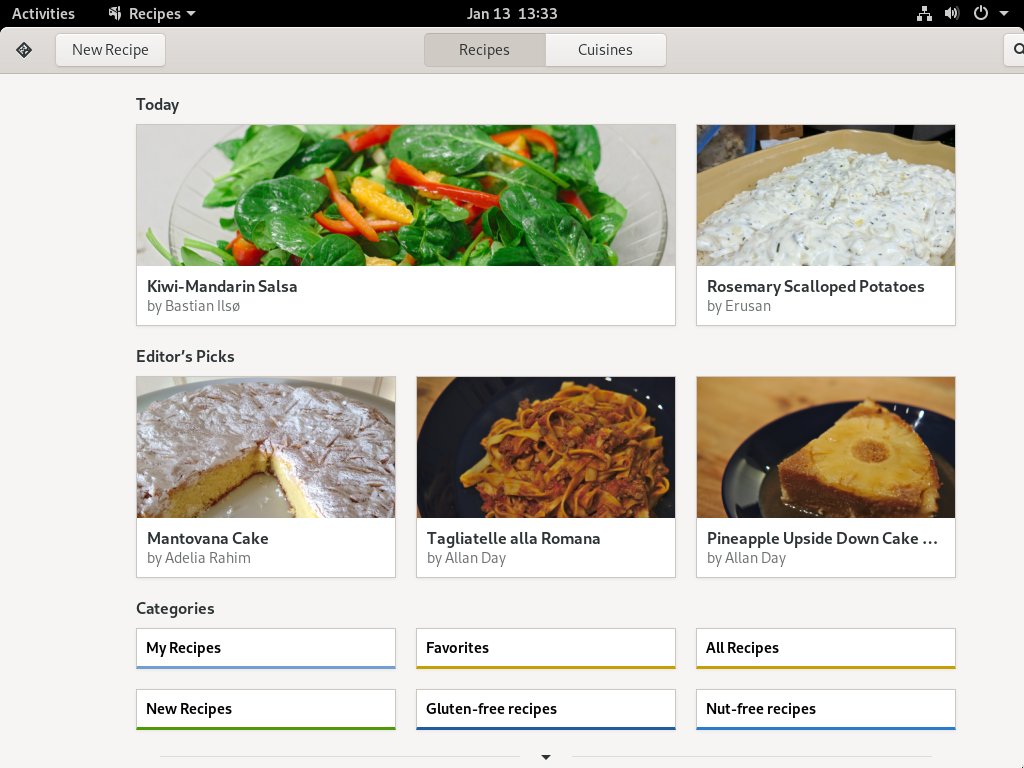 Activities
Recipes
Jan 13 13:33
New Recipe
Recipes
Cuisines
Today
Kiwi-Mandarin Salsa
by Bastian Ilsø
Rosemary Scalloped Potatoes
by Erusan
Editor’s Picks
Mantovana Cake
by Adelia Rahim
Tagliatelle alla Romana
by Allan Day
Pineapple Upside Down Cake …
by Allan Day
Categories
My Recipes
Favorites
All Recipes
New Recipes
Gluten-free recipes
Nut-free recipes